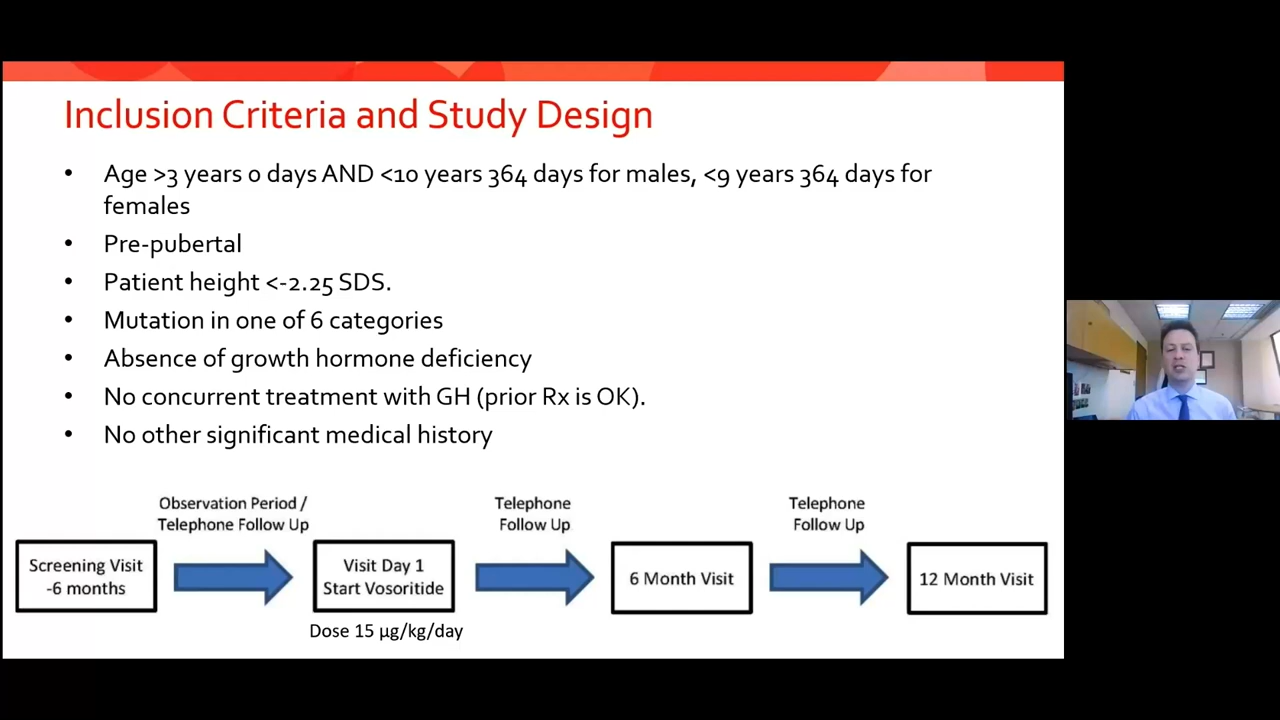 Inclusion Criteria and Study Design
• Age >3 years 0 days AND <10 years 364 days for males, <9 years 364 days for
females
• Pre-pubertal
• Patient height <-2.25 SDS.
• Mutation in one of 6 categories
• Absence of growth hormone deficiency
• No concurrent treatment with GH (prior Rx is OK).
• No other significant medical history
Observation Period /
Telephone Follow Up
Telephone
Follow Up
Telephone
Follow Up
Screening Visit
-6 months
Visit Day 1
Start Vosoritide
6 Month Visit
12 Month Visit
Dose 15 µg/kg/day